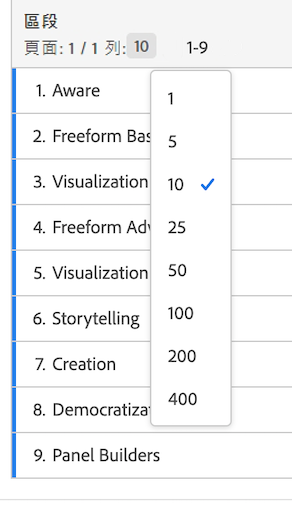 區段
頁面: 1 / 1 列: 10 1-9
1. Aware
2. Freeform Bas
3. Visualization
4. Freeform Adv
5. Visualization
6. Storytelling
7. Creation
8. Democratizat
9. Panel Builders
1
5
10
25
50
100
200
400